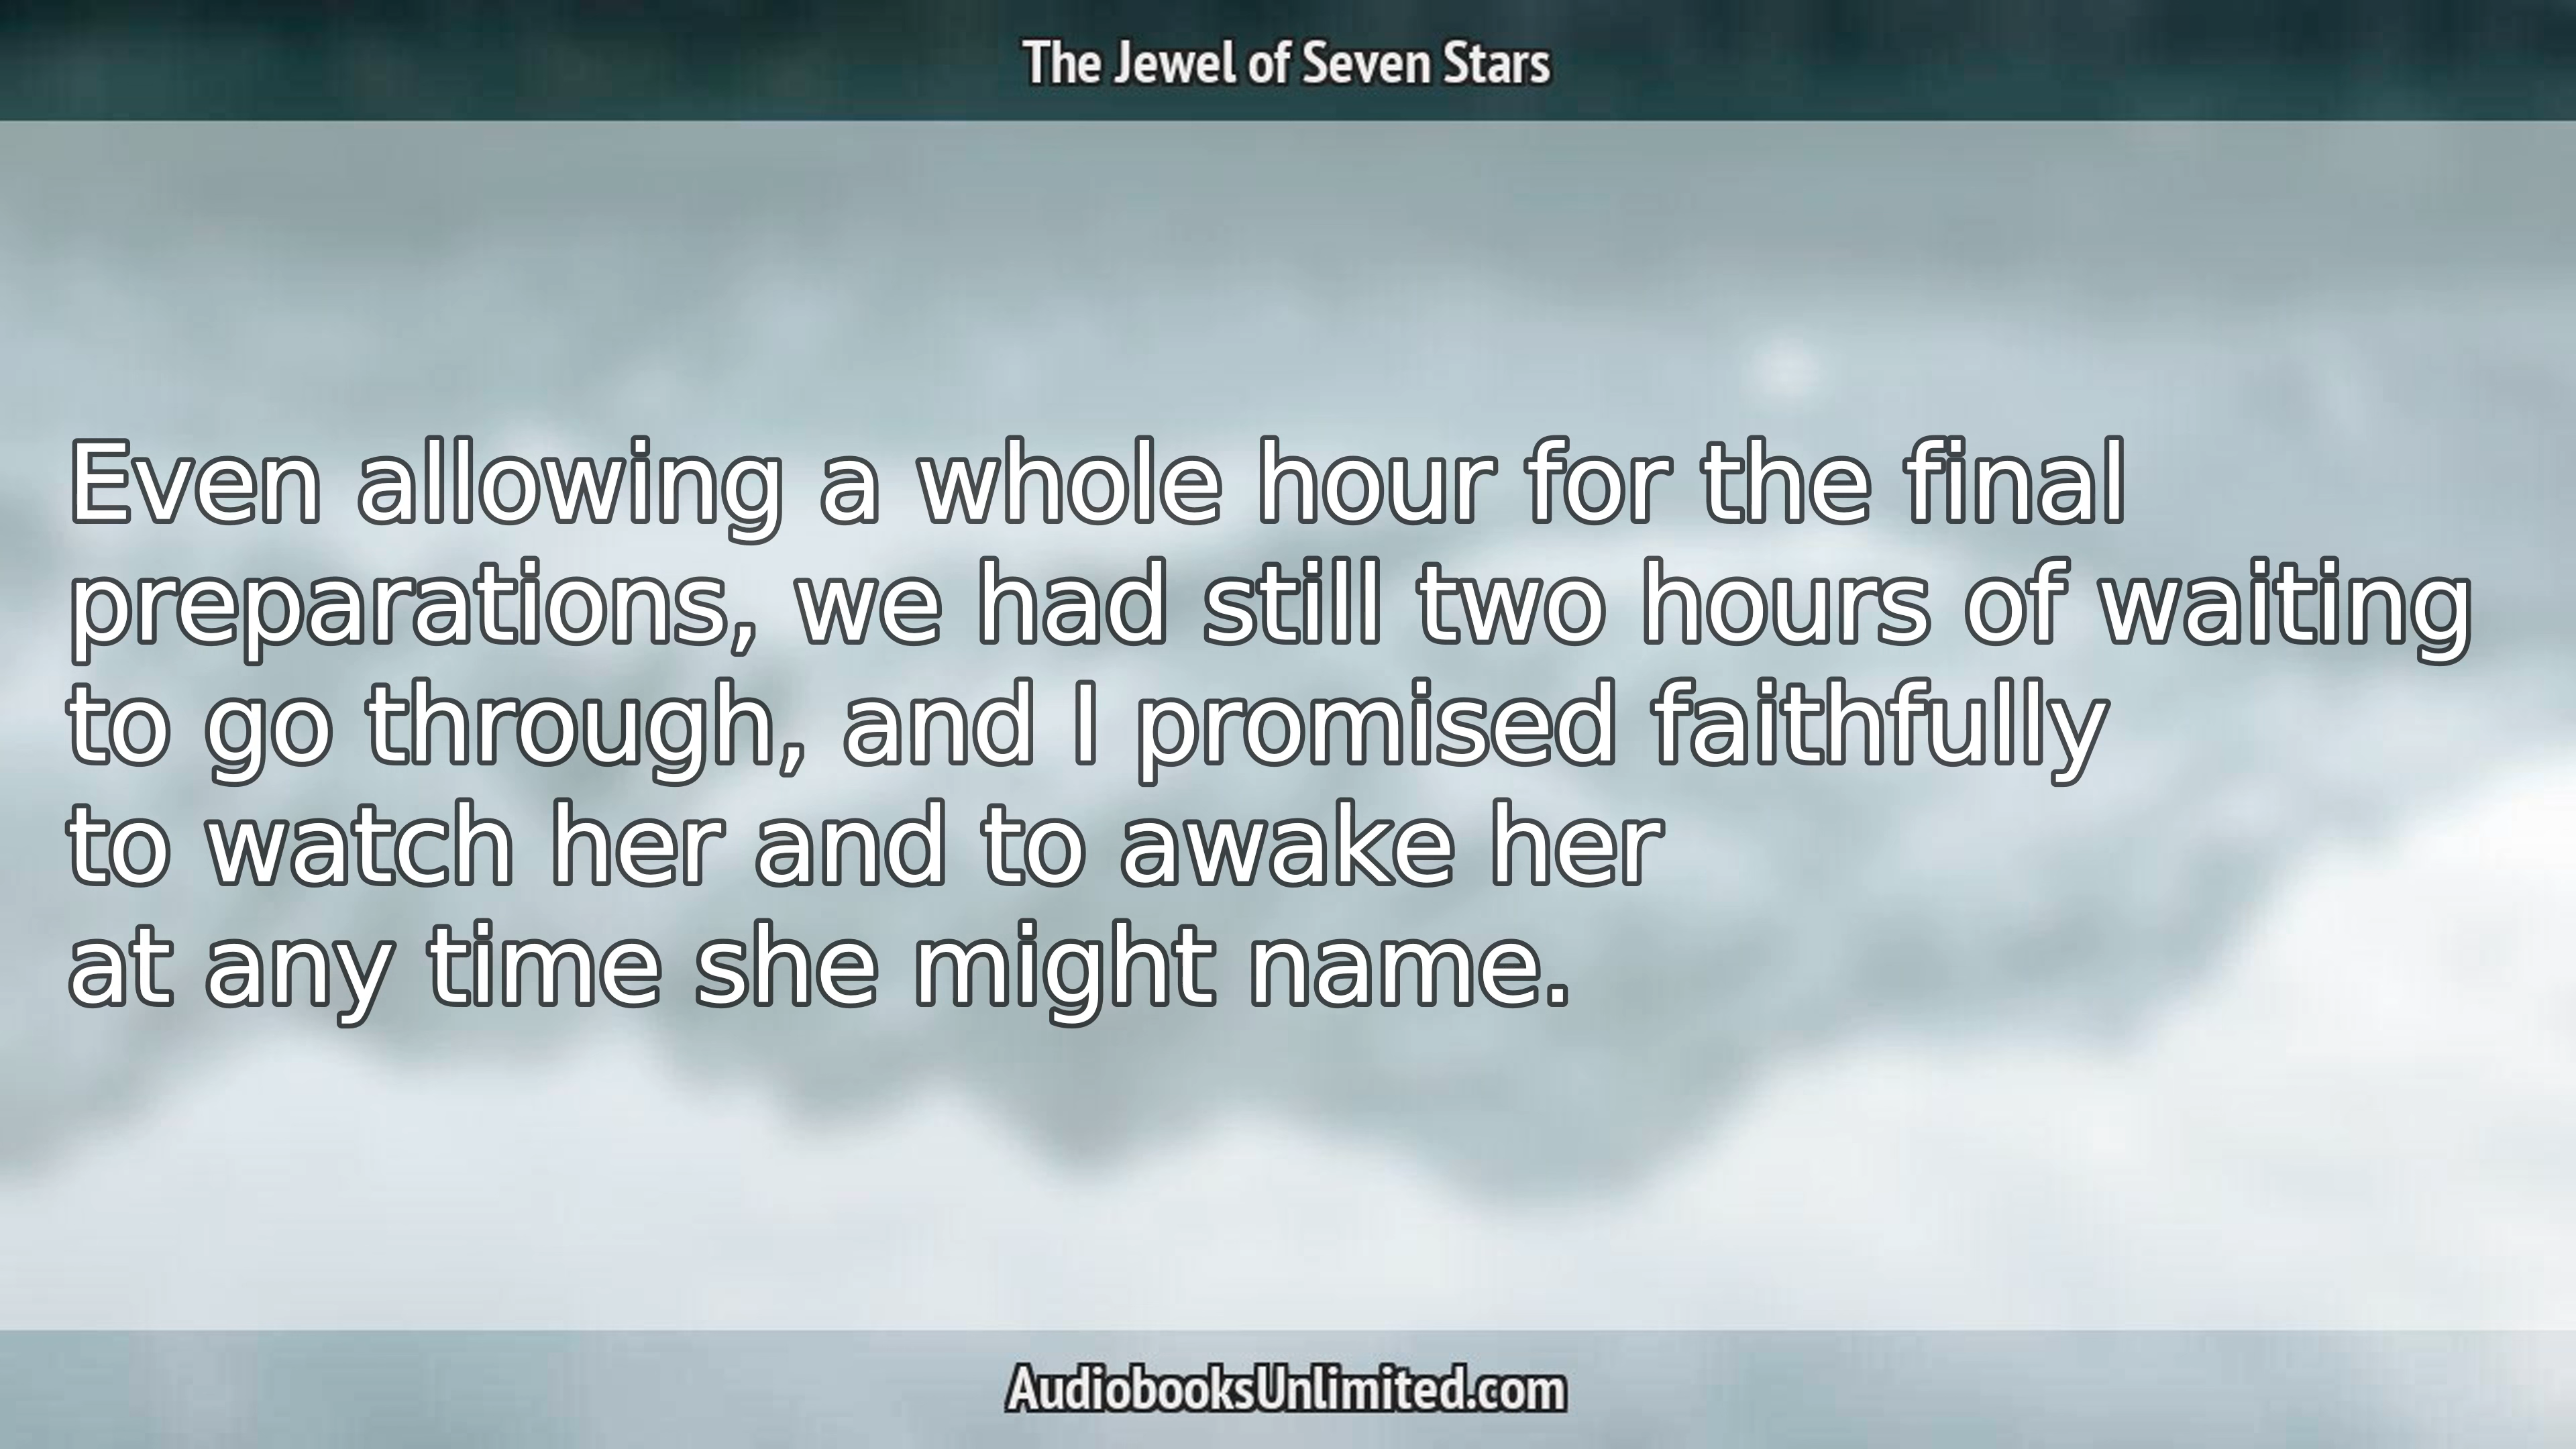 The Jewel of Seven Stars
Even allowing a whole hour for the final
preparations, we had still two hours of waiting
to go through, and I promised faithfully
to watch her and to awake her
at any time she might name.
AudiobooksUnlimited.com